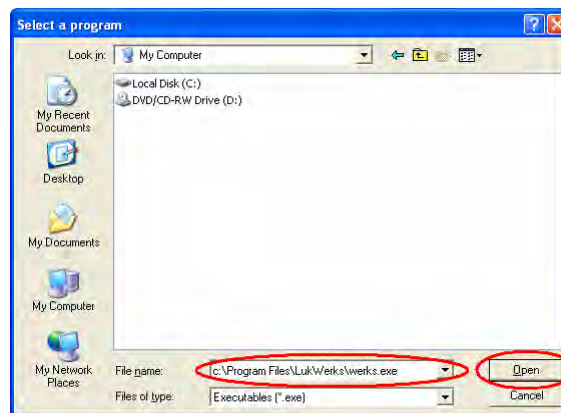 Select a program
Look in: My Computer
Local Disk (C:)
DVD/CD-RW Drive (D:)
My Recent
Documents
Desktop
My Documents
My Computer
My Network
Places
File name: c:\Program Files\LukWerks\werks.exe Open
Files of type: Executables (*.exe) Cancel